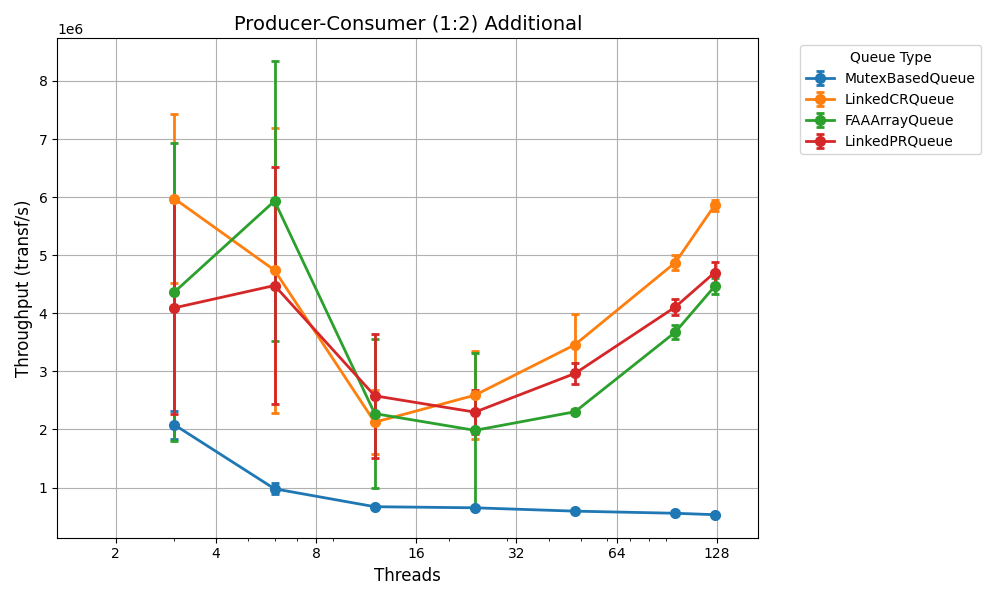 Producer-Consumer (1:2) Additional
1e6
8
7
6
5
4
3
2
1
Throughput (transf/s)
2 4 8 16 32 64 128
Threads
Queue Type
MutexBasedQueue
LinkedCRQueue
FAAArrayQueue
LinkedPRQueue